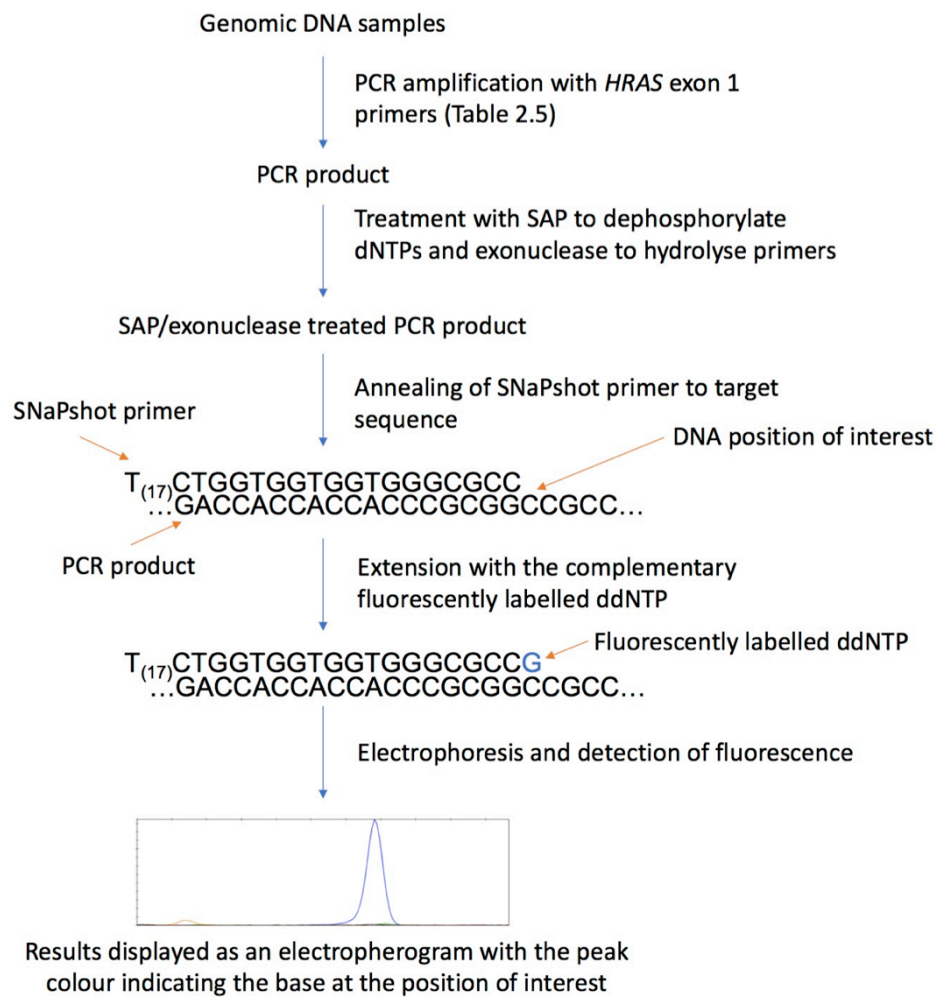 Genomic DNA samples
PCR amplification with HRAS exon 1
primers (Table 2.5)
PCR product
Treatment with SAP to dephosphorylate
dNTPs and exonuclease to hydrolyse primers
SAP/exonuclease treated PCR product
Annealing of SNaPshot primer to target
sequence
SNaPshot primer
DNA position of interest
T(17)CTGGTGGTGGTGGGCGCC
...GACCACCACCACCCGCGGCCGCC...
PCR product
Extension with the complementary
fluorescently labelled ddNTP
Fluorescently labelled ddNTP
T(17)CTGGTGGTGGTGGGCGCCG
...GACCACCACCACCCGCGGCCGCC...
Electrophoresis and detection of fluorescence
Results displayed as an electropherogram with the peak
colour indicating the base at the position of interest